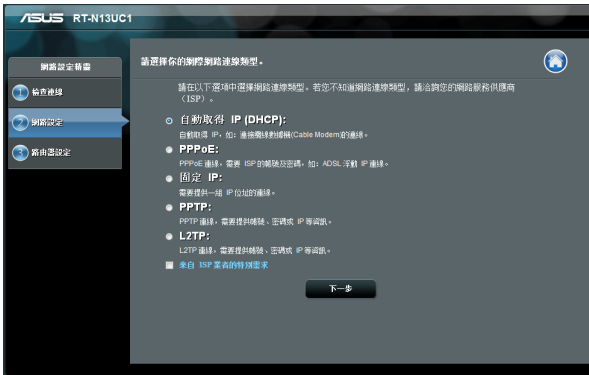 ASUS RT-N13UC1
網路設定精靈
1 檢查連線
2 網路設定
3 路由器設定
請選擇你的網際網路連線類型。
請在以下選項中選擇網路連線類型。若您不知道網路連線類型，請洽詢您的網路服務供應商
（ISP）。
自動取得 IP (DHCP):
自動取得 IP，如: 連接纜線數據機(Cable Modem)的連線。
PPPoE:
PPPoE 連線，需要 ISP 的帳號及密碼，如: ADSL 浮動 IP 連線。
固定 IP:
需要提供一組 IP 位址的連線。
PPTP:
PPTP 連線，需要提供帳號、密碼或 IP 等資訊。
L2TP:
L2TP 連線，需要提供帳號、密碼或 IP 等資訊。
來自 ISP 業者的特別需求
下一步